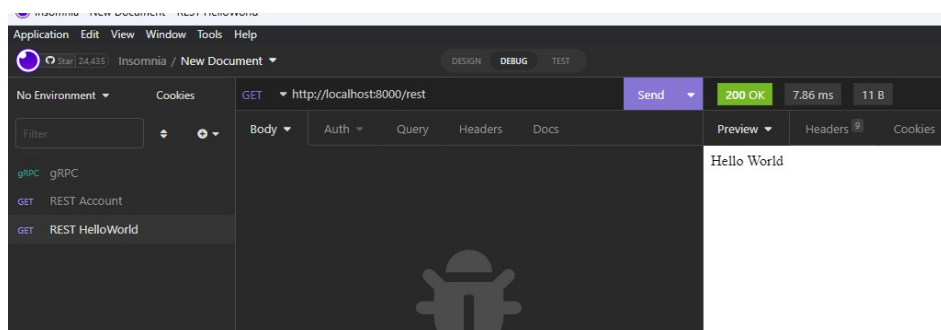 Insomnia - New Document - REST HelloWorld
Application Edit View Window Tools Help
Star 24,435 Insomnia / New Document DESIGN DEBUG TEST
No Environment Cookies GET http://localhost:8000/rest Send 200 OK 7.86 ms 11 B
Filter Body Auth Query Headers Docs Preview Headers 9 Cookies
Hello World
gRPC gRPC
GET REST Account
GET REST HelloWorld